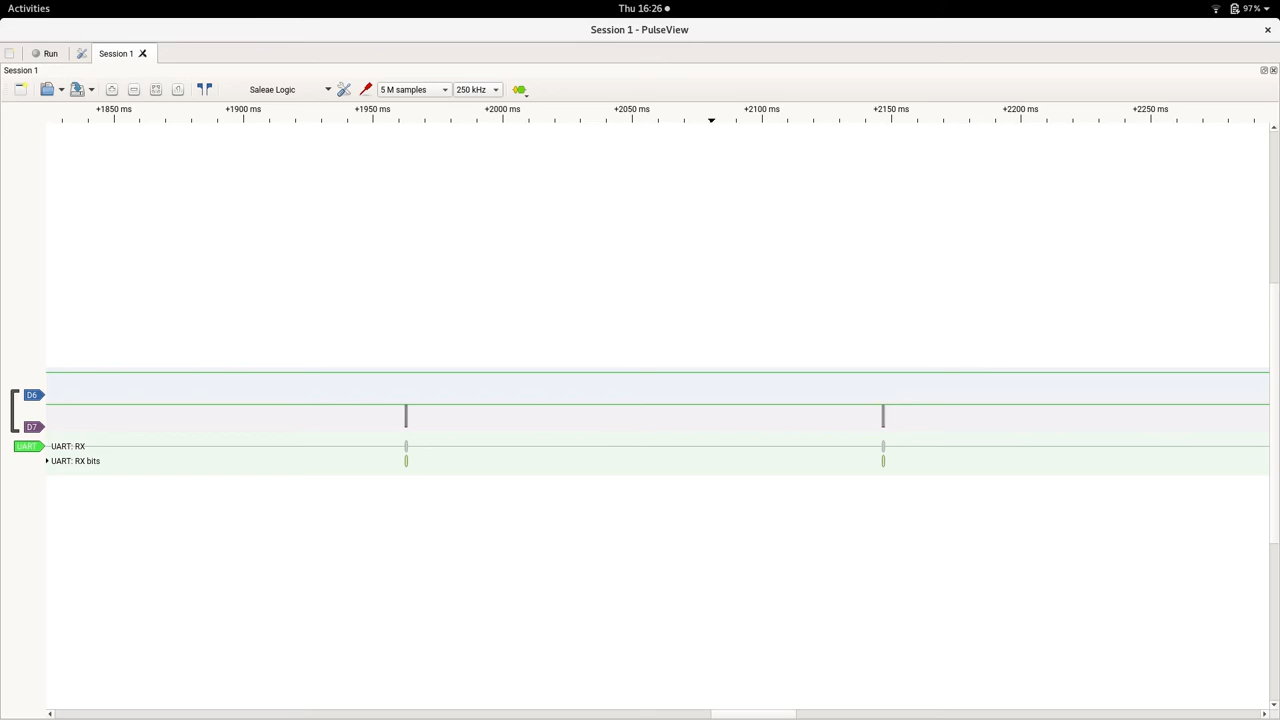 Activities
Thu 16:26
97%
Session 1 - PulseView
Run
Session 1
Session 1
Saleae Logic
5 M samples
250 kHz
+1850 ms +1900 ms +1950 ms +2000 ms +2050 ms +2100 ms +2150 ms +2200 ms +2250 ms
D6
D7
UART UART: RX
UART: RX bits